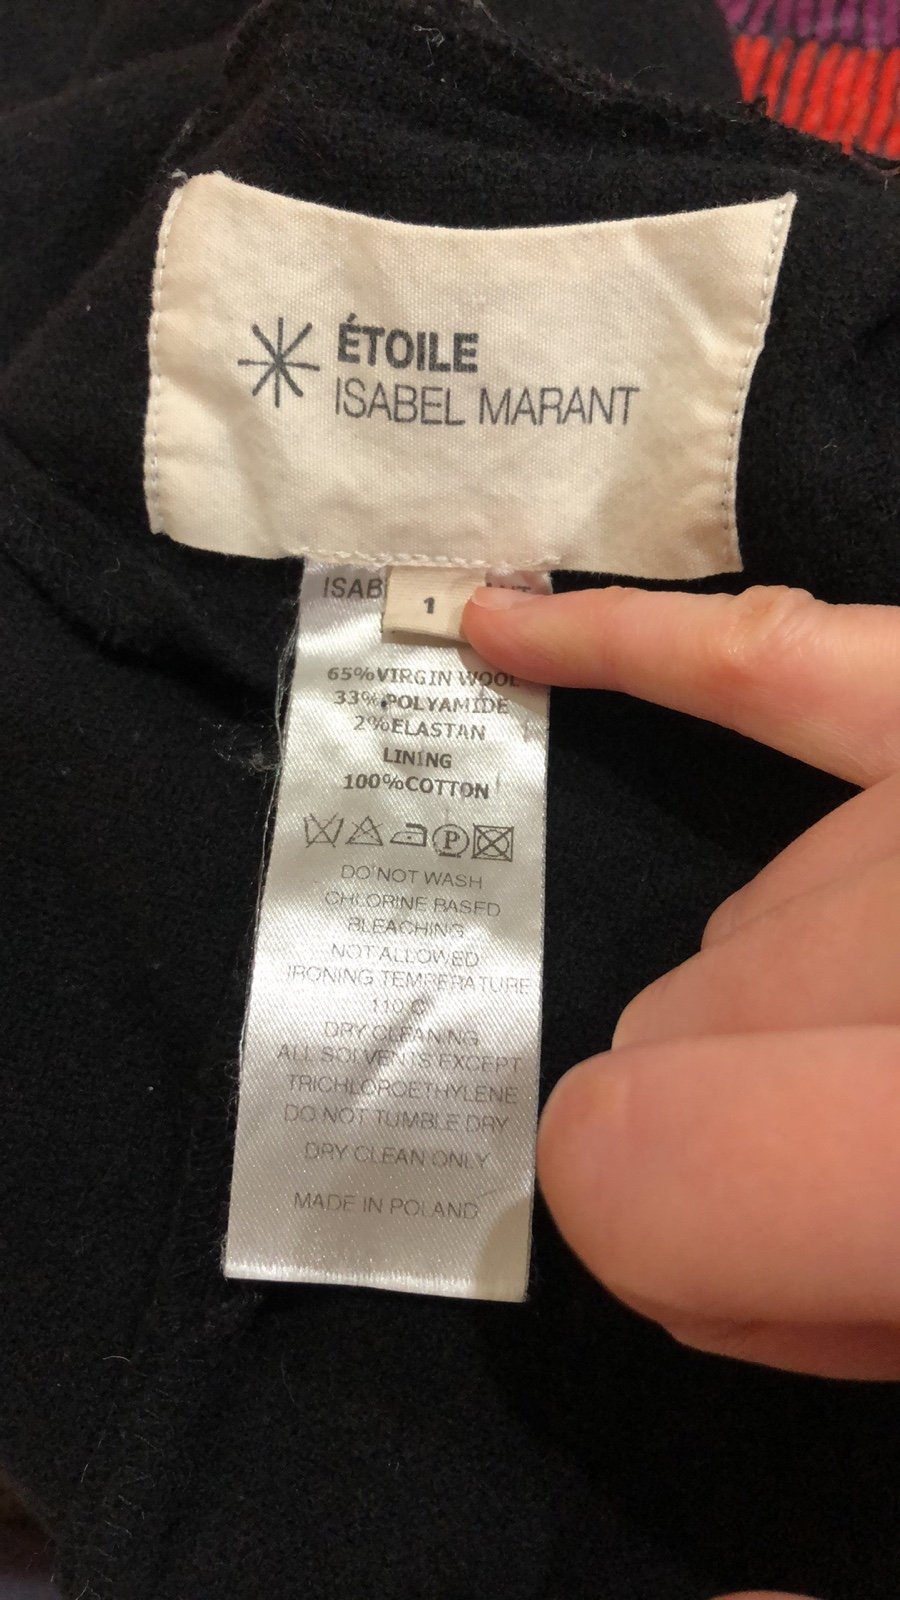 ÉTOILE
ISABEL MARANT
1
65%VIRGIN WOOL
33%POLYAMIDE
2%ELASTAN
LINING
100%COTTON
P
DO NOT WASH
CHLORINE BASED
BLEACHING
NOT ALLOWED
IRONING TEMPERATURE
110 C
DRY CLEANING
ALL SOLVENTS EXCEPT
TRICHLOROETHYLENE
DO NOT TUMBLE DRY
DRY CLEAN ONLY
MADE IN POLAND